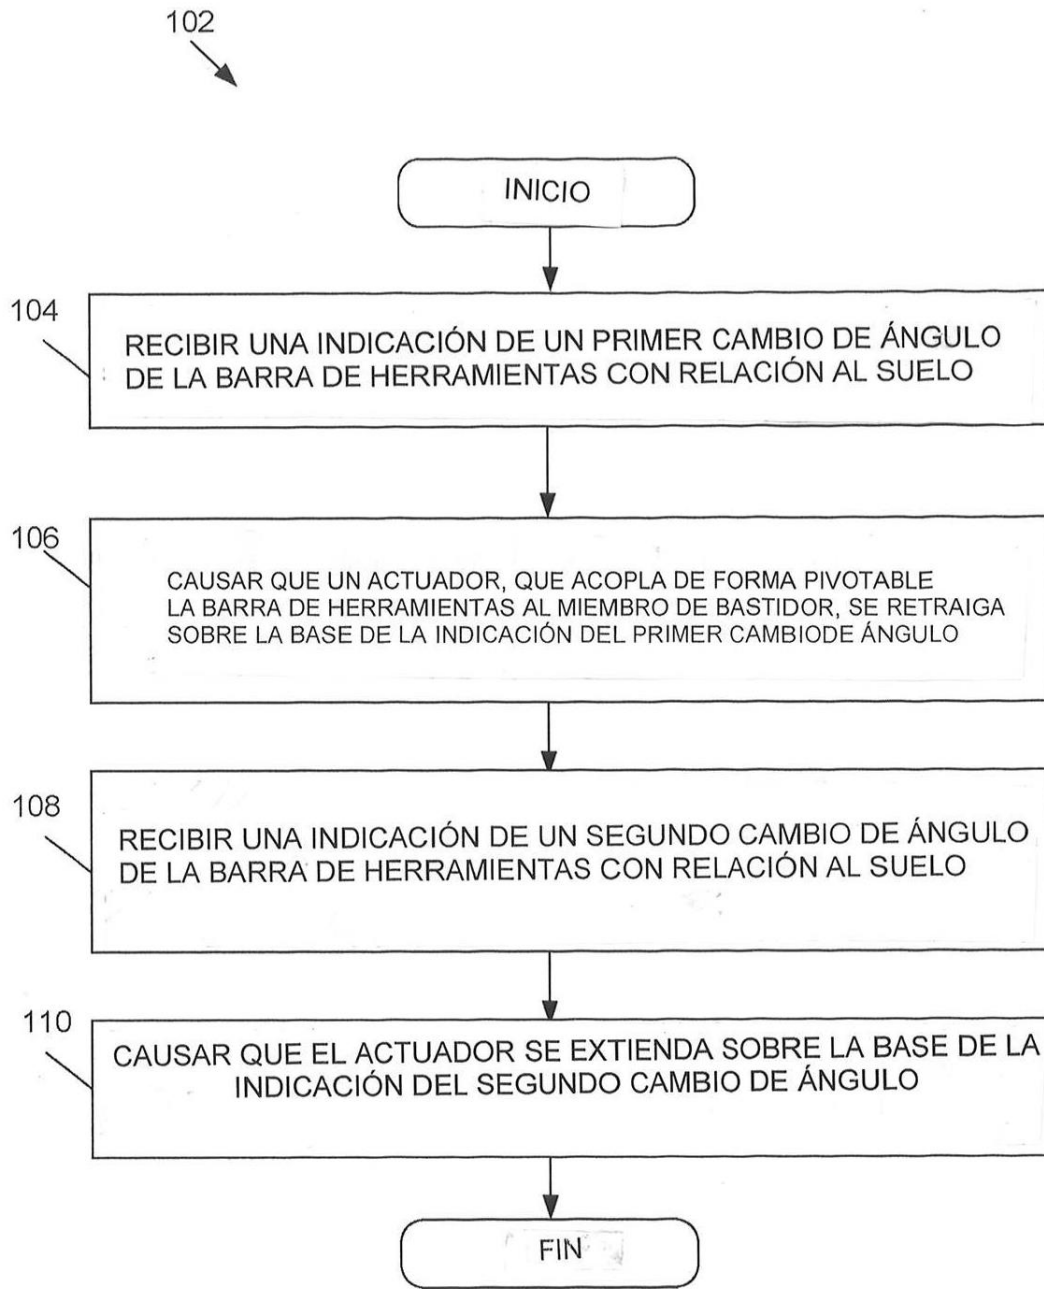 102
INICIO
104
RECIBIR UNA INDICACIÓN DE UN PRIMER CAMBIO DE ÁNGULO
DE LA BARRA DE HERRAMIENTAS CON RELACIÓN AL SUELO
106
CAUSAR QUE UN ACTUADOR, QUE ACOPLA DE FORMA PIVOTABLE
LA BARRA DE HERRAMIENTAS AL MIEMBRO DE BASTIDOR, SE RETRAIGA
SOBRE LA BASE DE LA INDICACIÓN DEL PRIMER CAMBIODE ÁNGULO
108
RECIBIR UNA INDICACIÓN DE UN SEGUNDO CAMBIO DE ÁNGULO
DE LA BARRA DE HERRAMIENTAS CON RELACIÓN AL SUELO
110
CAUSAR QUE EL ACTUADOR SE EXTIENDA SOBRE LA BASE DE LA
INDICACIÓN DEL SEGUNDO CAMBIO DE ÁNGULO
FIN